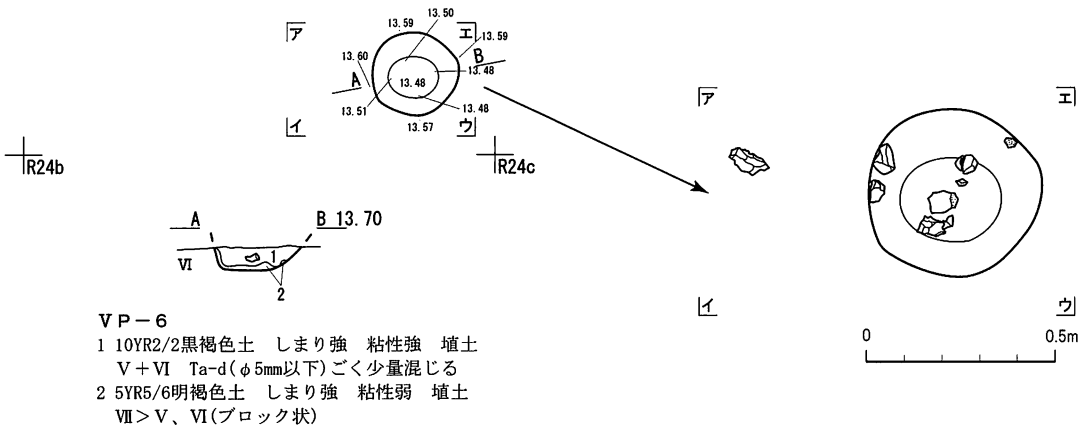 13.50
13.59
ア
エ
13.59
13.60
B
13.48
A
13.48
13.51
13.48
イ
13.57
ウ
R24b
R24c
ア
エ
イ
ウ
0
0.5m
A
B 13.70
Ⅵ
1
2
ⅤP－6
1 10YR2/2黒褐色土　しまり強　粘性強　埴土
Ⅴ＋Ⅵ　Ta-d(φ5mm以下)ごく少量混じる
2 5YR5/6明褐色土　しまり強　粘性弱　埴土
Ⅶ＞Ⅴ、Ⅵ(ブロック状)